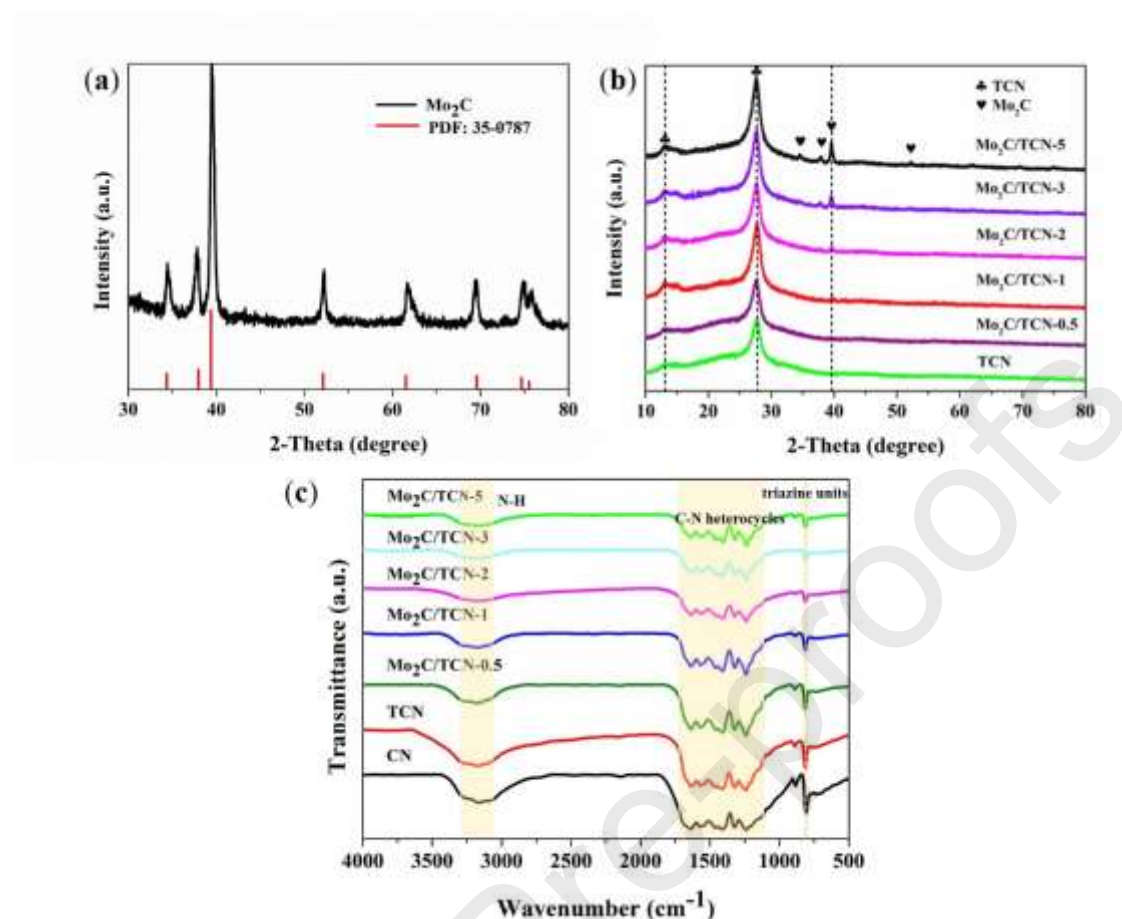 (a)
Mo₂C
PDF: 35-0787
Intensity (a.u.)
30 40 50 60 70 80
2-Theta (degree)
(b)
♣ TCN
♥ Mo₂C
Mo₂C/TCN-5
Mo₂C/TCN-3
Mo₂C/TCN-2
Mo₂C/TCN-1
Mo₂C/TCN-0.5
TCN
Intensity (a.u.)
10 20 30 40 50 60 70 80
2-Theta (degree)
(c)
Mo₂C/TCN-5 N-H
triazine units
C-N heterocycles
Mo₂C/TCN-3
Mo₂C/TCN-2
Mo₂C/TCN-1
Mo₂C/TCN-0.5
TCN
CN
Transmittance (a.u.)
4000 3500 3000 2500 2000 1500 1000 500
Wavenumber (cm⁻¹)
re-proofs